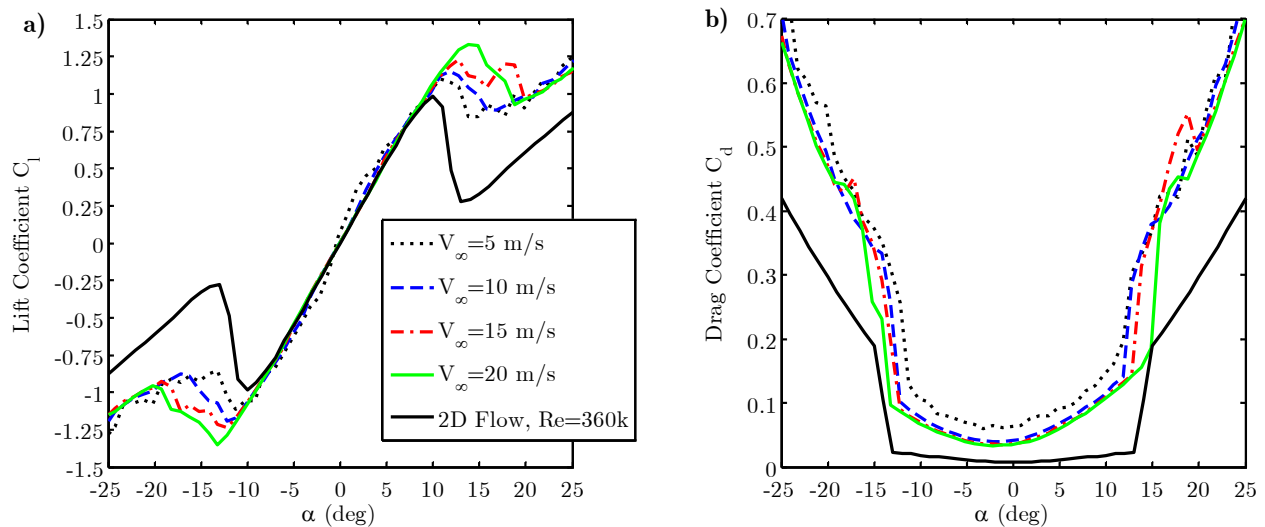 a)
Lift Coefficient C_l
1.5
1.25
1
0.75
0.5
0.25
0
-0.25
-0.5
-0.75
-1
-1.25
-1.5
-25 -20 -15 -10 -5 0 5 10 15 20 25
α (deg)
V_∞=5 m/s
V_∞=10 m/s
V_∞=15 m/s
V_∞=20 m/s
2D Flow, Re=360k
b)
Drag Coefficient C_d
0.7
0.6
0.5
0.4
0.3
0.2
0.1
0
-25 -20 -15 -10 -5 0 5 10 15 20 25
α (deg)